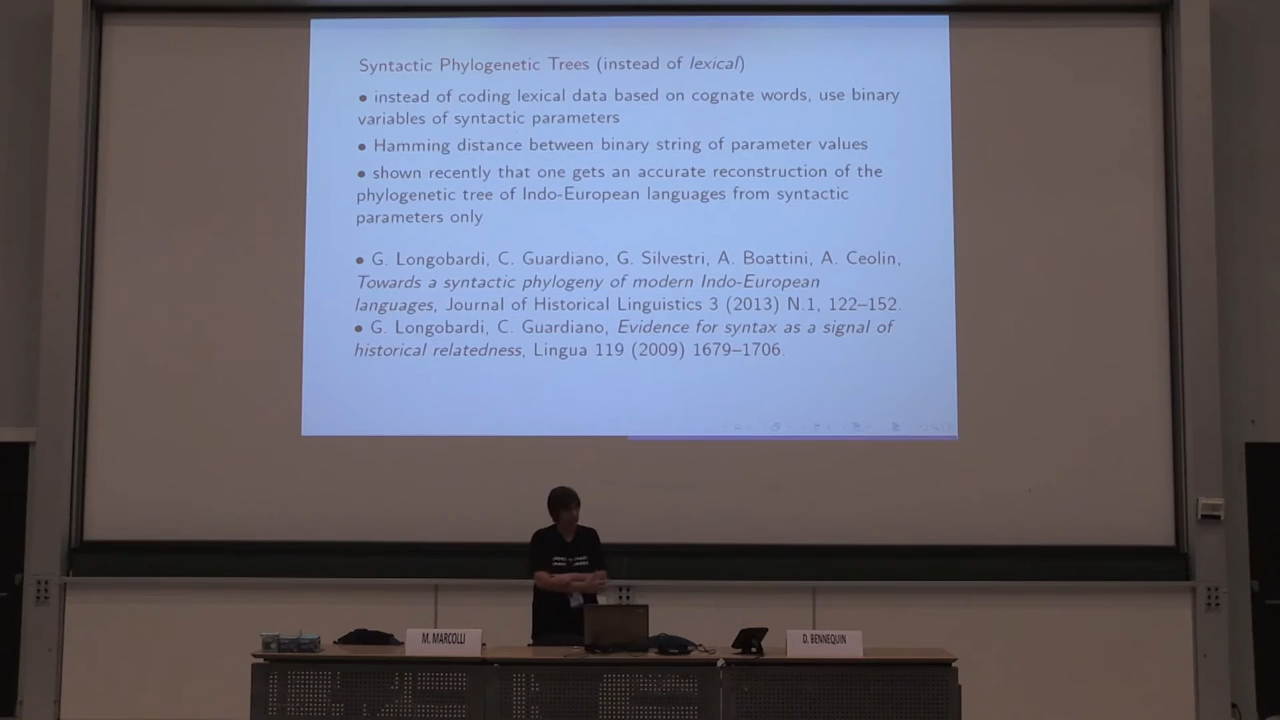 Syntactic Phylogenetic Trees (instead of lexical)
• instead of coding lexical data based on cognate words, use binary
variables of syntactic parameters
• Hamming distance between binary string of parameter values
• shown recently that one gets an accurate reconstruction of the
phylogenetic tree of Indo-European languages from syntactic
parameters only
• G. Longobardi, C. Guardiano, G. Silvestri, A. Boattini, A. Ceolin,
Towards a syntactic phylogeny of modern Indo-European
languages, Journal of Historical Linguistics 3 (2013) N.1, 122–152.
• G. Longobardi, C. Guardiano, Evidence for syntax as a signal of
historical relatedness, Lingua 119 (2009) 1679–1706.
M. MARCOLLI
D. BENNEQUIN